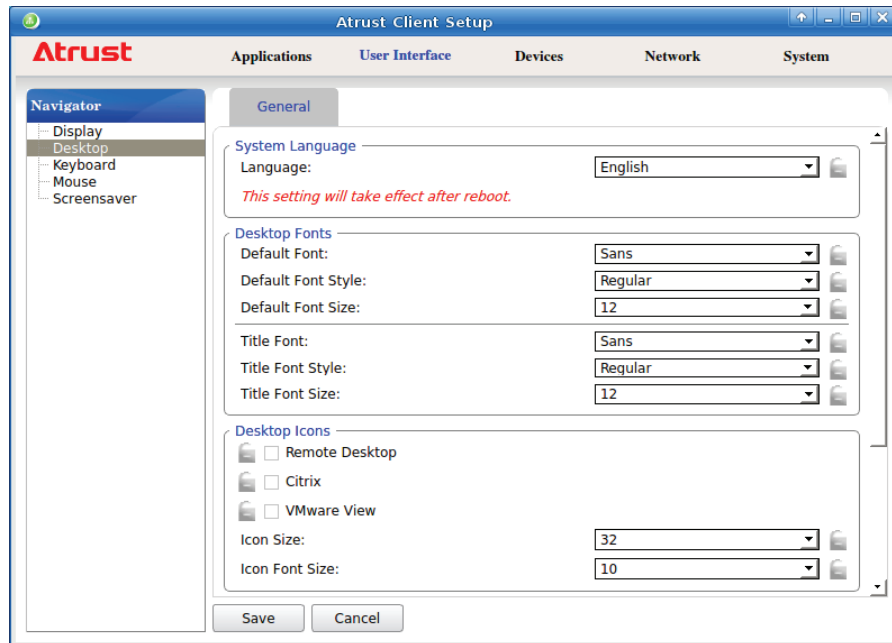 Atrust Client Setup
Atrust
Applications User Interface Devices Network System
Navigator
Display
Desktop
Keyboard
Mouse
Screensaver
General
System Language
Language: English
This setting will take effect after reboot.
Desktop Fonts
Default Font: Sans
Default Font Style: Regular
Default Font Size: 12
Title Font: Sans
Title Font Style: Regular
Title Font Size: 12
Desktop Icons
Remote Desktop
Citrix
VMware View
Icon Size: 32
Icon Font Size: 10
Save Cancel